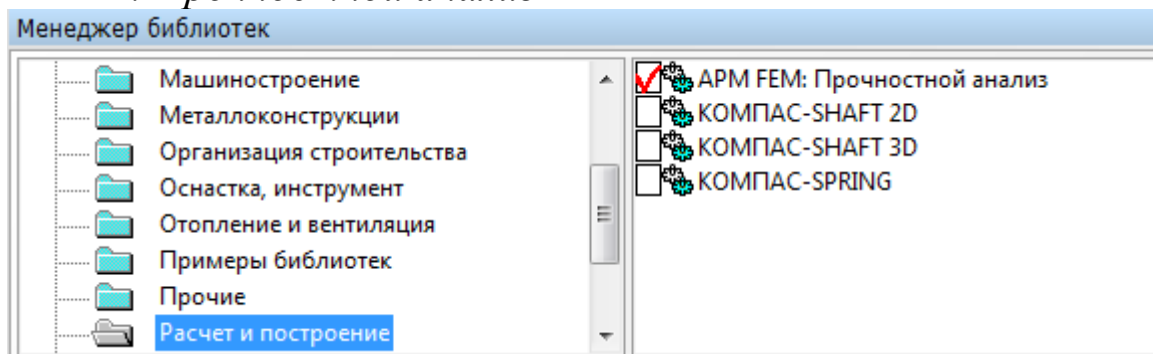 Менеджер библиотек
Машиностроение
Металлоконструкции
Организация строительства
Оснастка, инструмент
Отопление и вентиляция
Примеры библиотек
Прочие
Расчет и построение
APM FEM: Прочностной анализ
КОМПАС-SHAFT 2D
КОМПАС-SHAFT 3D
КОМПАС-SPRING